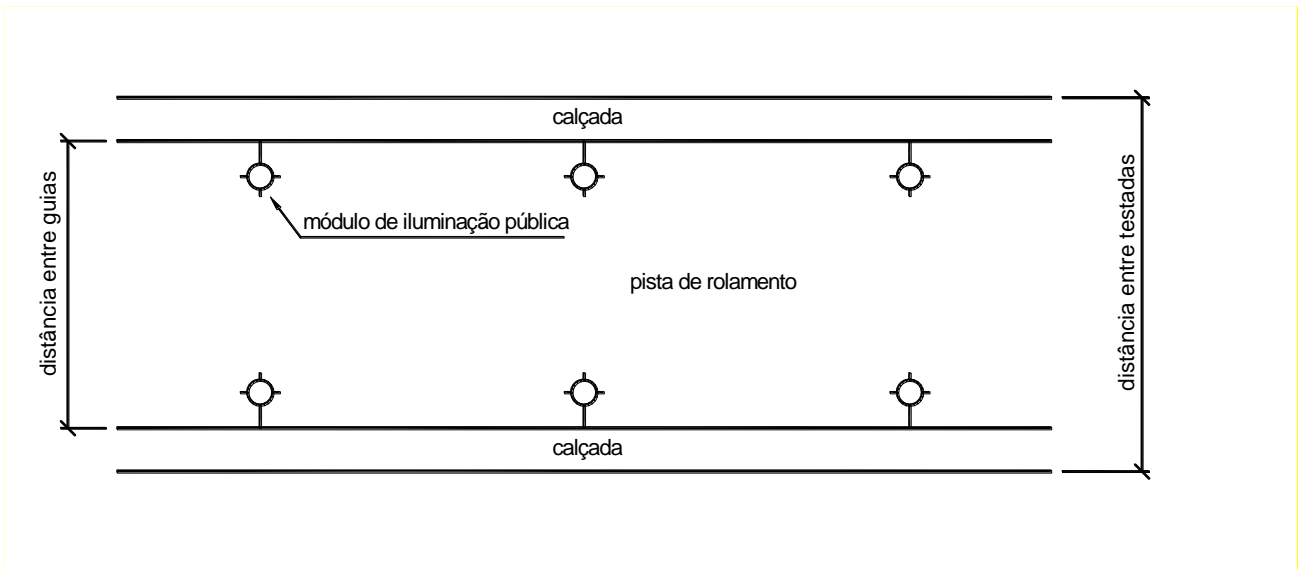 calçada
módulo de iluminação pública
pista de rolamento
distância entre guias
distância entre testadas
calçada